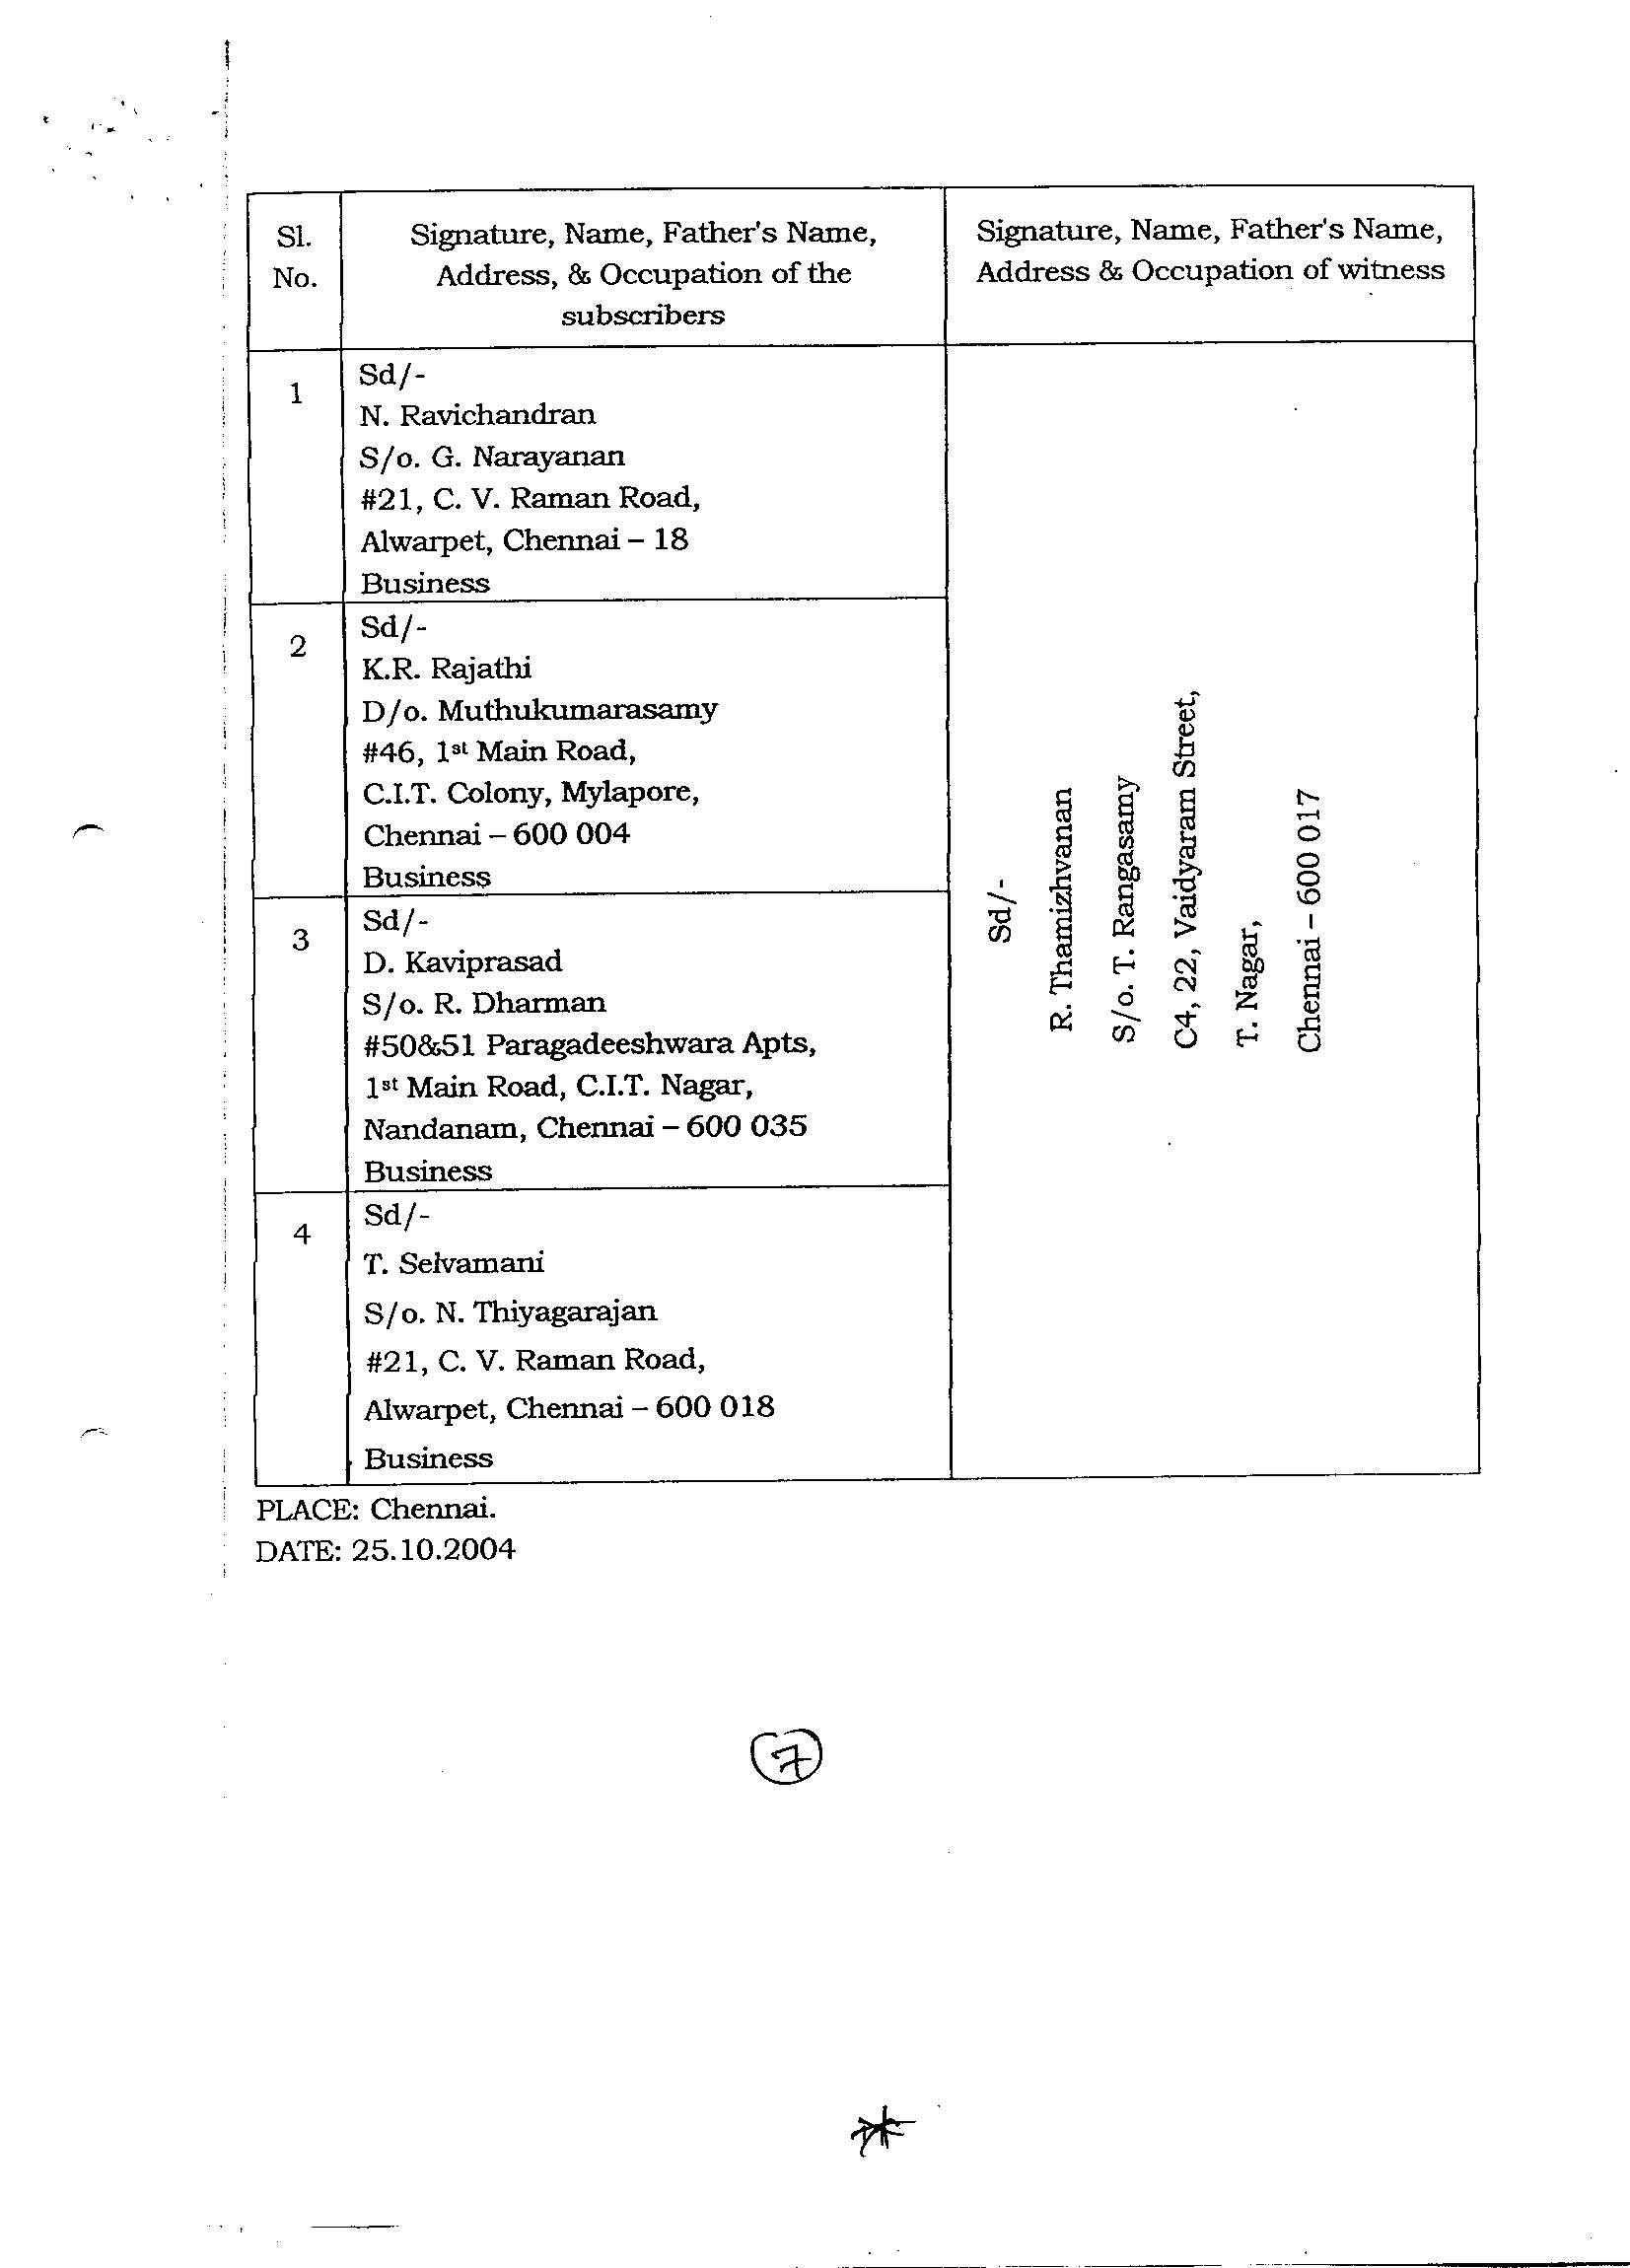 Sl.
No.
Signature, Name, Father's Name,
Address, & Occupation of the
subscribers
Signature, Name, Father's Name,
Address & Occupation of witness
1
Sd/-
N. Ravichandran
S/o. G. Narayanan
#21, C. V. Raman Road,
Alwarpet, Chennai – 18
Business
2
Sd/-
K.R. Rajathi
D/o. Muthukumarasamy
#46, 1st Main Road,
C.I.T. Colony, Mylapore,
Chennai – 600 004
Business
3
Sd/-
D. Kaviprasad
S/o. R. Dharman
#50&51 Paragadeeshwara Apts,
1st Main Road, C.I.T. Nagar,
Nandanam, Chennai – 600 035
Business
4
Sd/-
T. Selvamani
S/o. N. Thiyagarajan
#21, C. V. Raman Road,
Alwarpet, Chennai – 600 018
Business
Sd/-
R. Thamizhvanan
S/o. T. Rangasamy
C4, 22, Vaidyaram Street,
T. Nagar,
Chennai – 600 017
PLACE: Chennai.
DATE: 25.10.2004
7